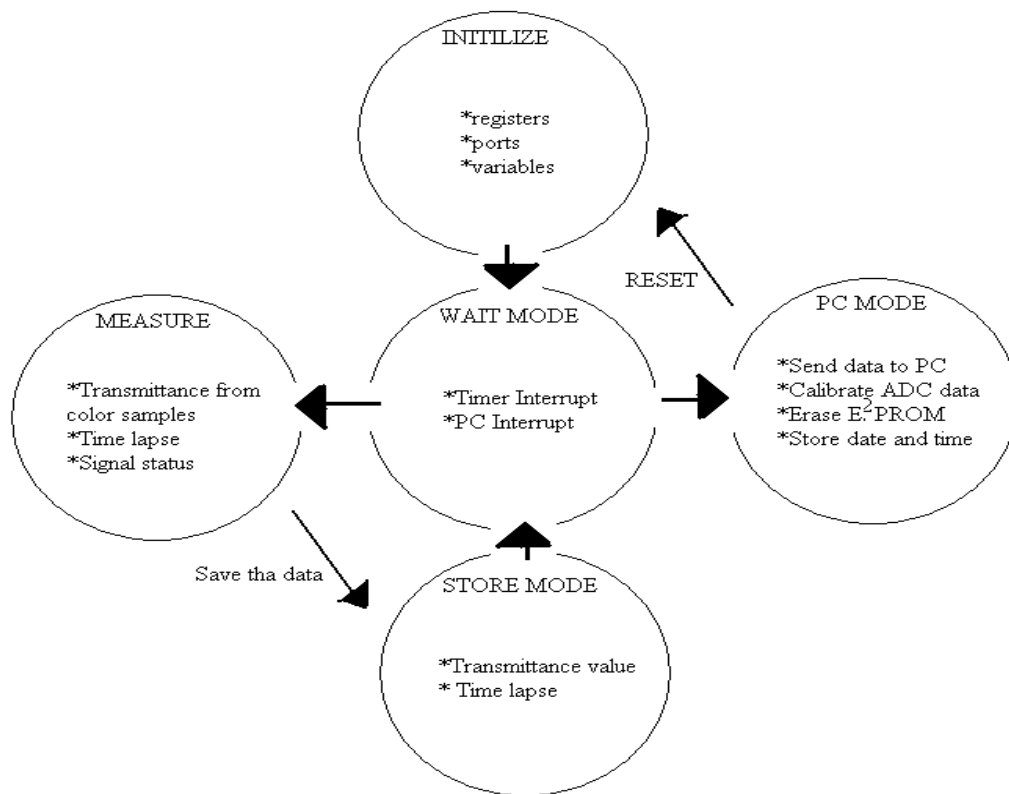 INITILIZE
*registers
*ports
*variables
RESET
MEASURE
*Transmittance from
color samples
*Time lapse
*Signal status
WAIT MODE
*Timer Interrupt
*PC Interrupt
PC MODE
*Send data to PC
*Calibrate ADC data
*Erase E.²PROM
*Store date and time
Save tha data
STORE MODE
*Transmittance value
* Time lapse